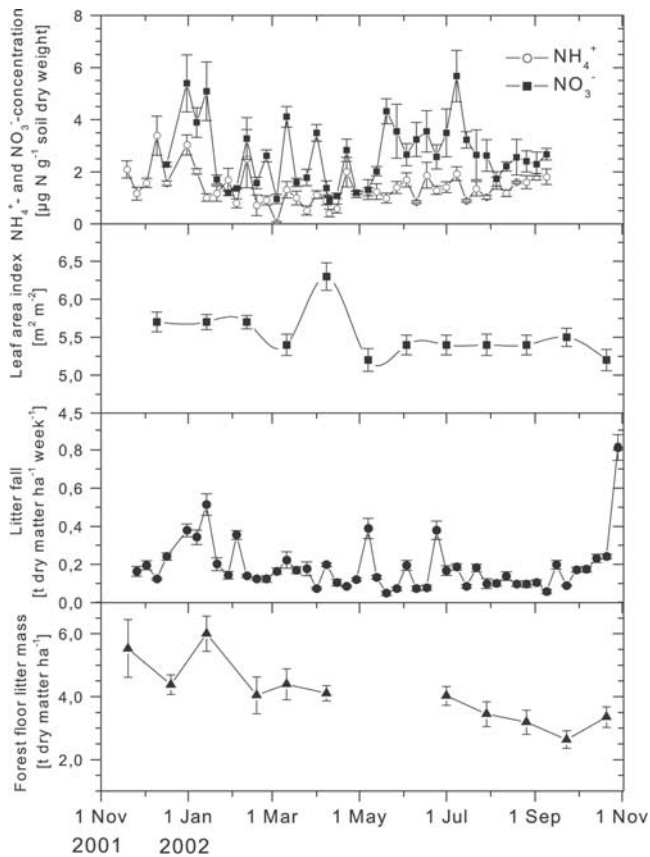 NH4+- and NO3--concentration
[µg N g-1 soil dry weight]
8
6
4
2
0
NH4+
NO3-
Leaf area index
[m2 m-2]
6,5
6,0
5,5
5,0
4,5
Litter fall
[t dry matter ha-1 week-1]
0,8
0,6
0,4
0,2
0,0
Forest floor litter mass
[t dry matter ha-1]
6,0
4,0
2,0
1 Nov
1 Jan
1 Mar
1 May
1 Jul
1 Sep
1 Nov
2001
2002